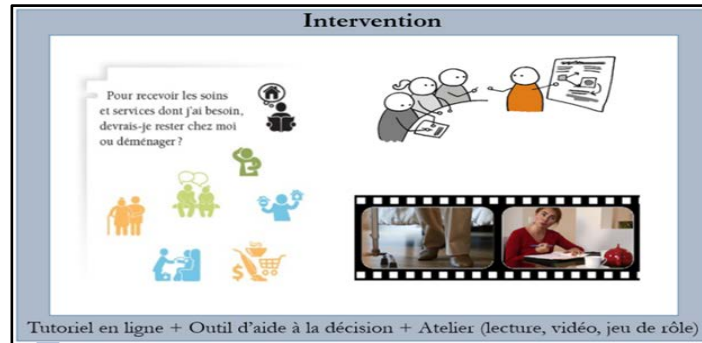 Intervention
Pour recevoir les soins
et services dont j'ai besoin,
devrais-je rester chez moi
ou déménager ?
$
Tutoriel en ligne + Outil d'aide à la décision + Atelier (lecture, vidéo, jeu de rôle)